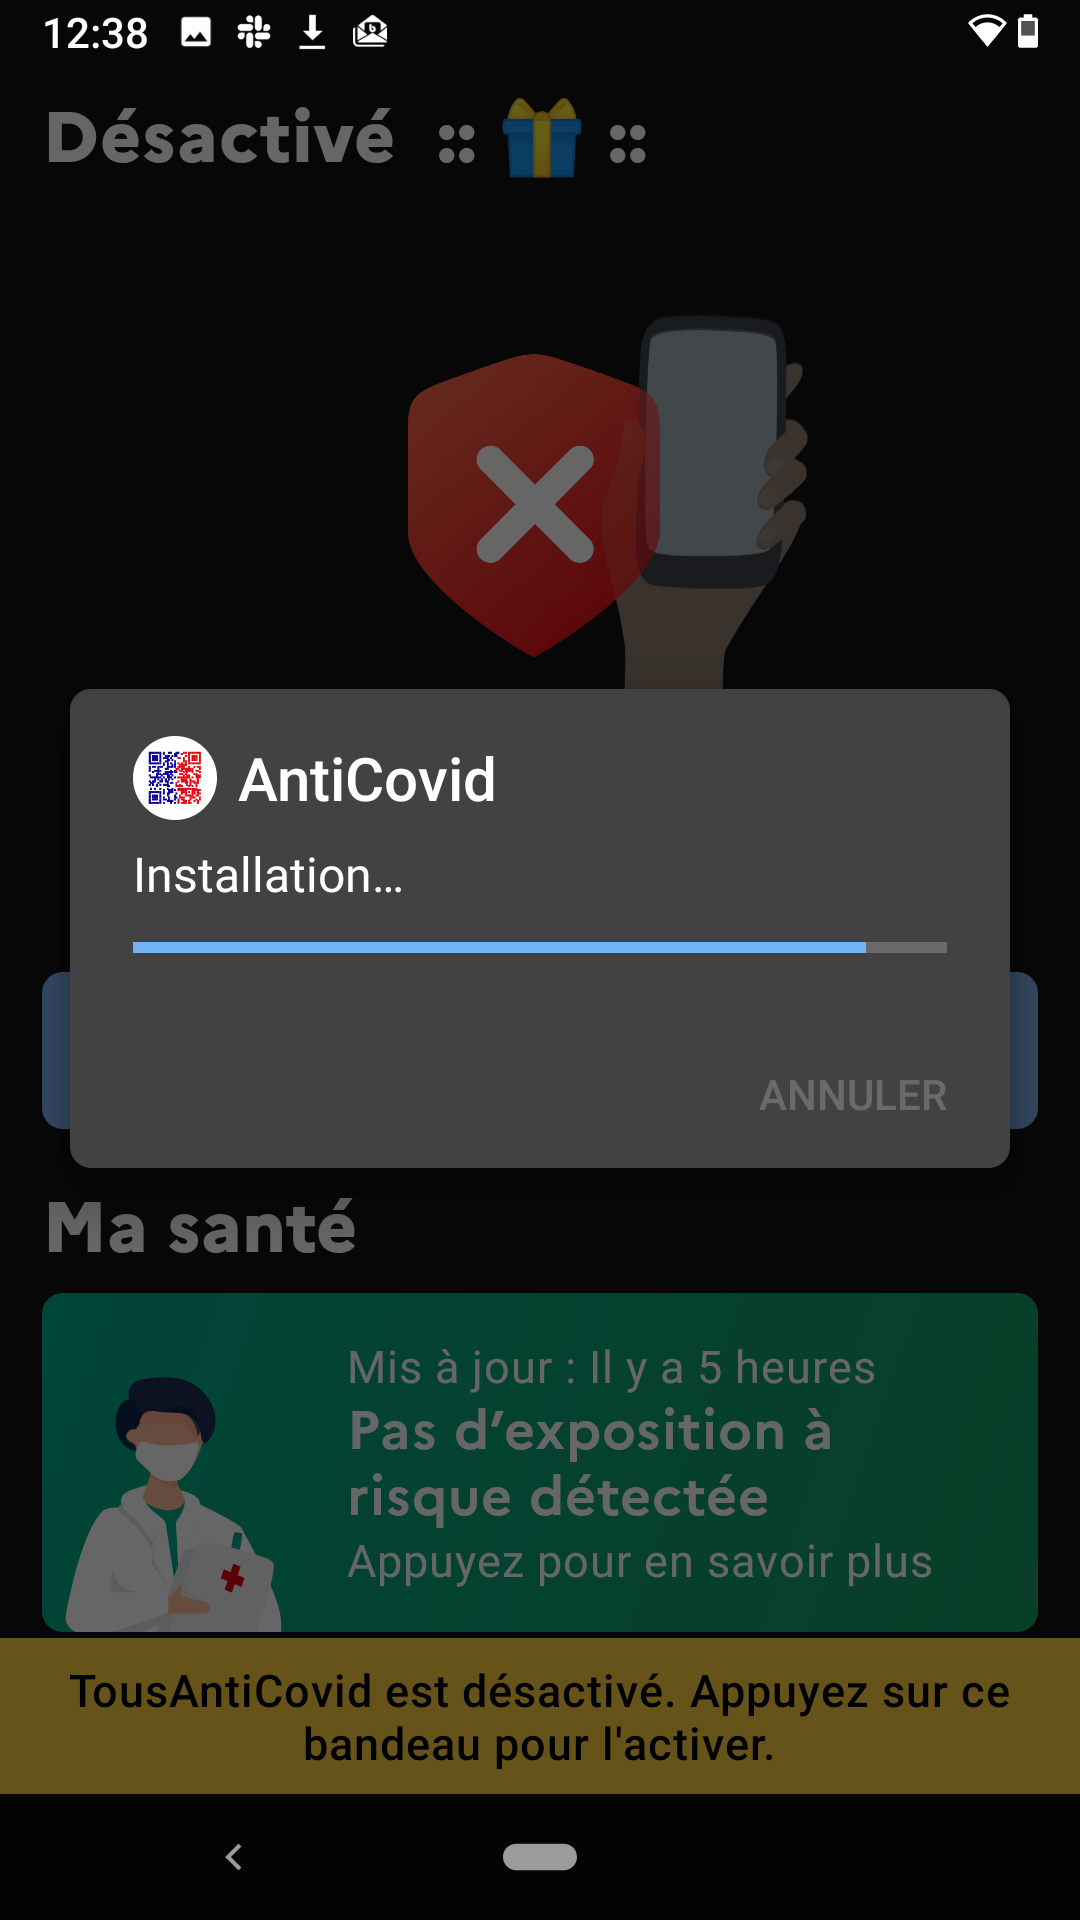 12:38
Désactivé
AntiCovid
Installation…
ANNULER
Ma santé
Mis à jour : Il y a 5 heures
Pas d’exposition à
risque détectée
Appuyez pour en savoir plus
TousAntiCovid est désactivé. Appuyez sur ce
bandeau pour l'activer.